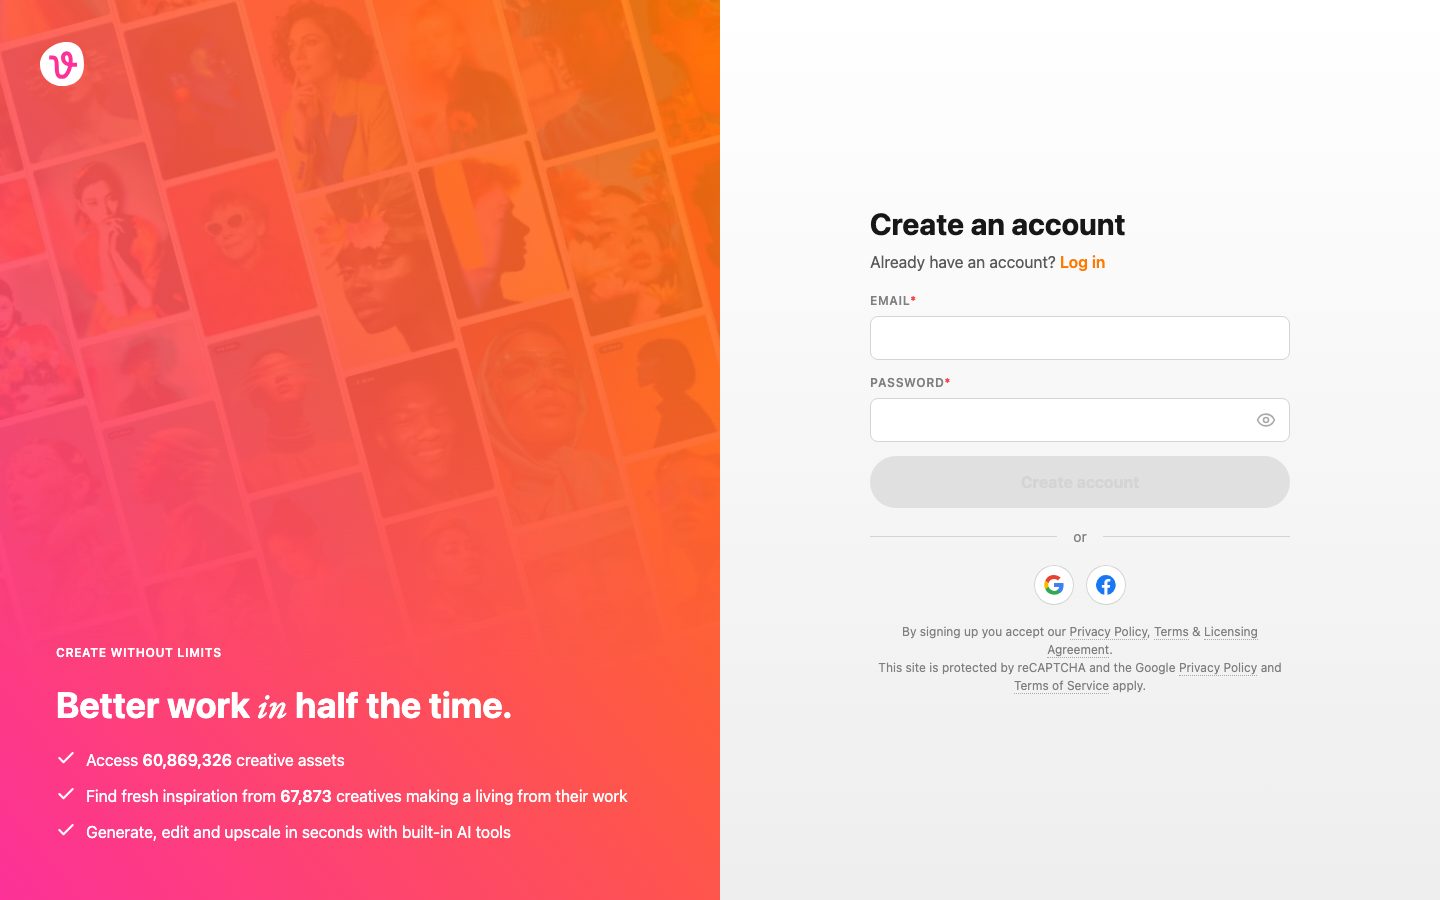 CREATE WITHOUT LIMITS
Better work in half the time.
Access 60,869,326 creative assets
Find fresh inspiration from 67,873 creatives making a living from their work
Generate, edit and upscale in seconds with built-in AI tools
Create an account
Already have an account? Log in
EMAIL*
PASSWORD*
Create account
or
By signing up you accept our Privacy Policy, Terms & Licensing
Agreement.
This site is protected by reCAPTCHA and the Google Privacy Policy and
Terms of Service apply.